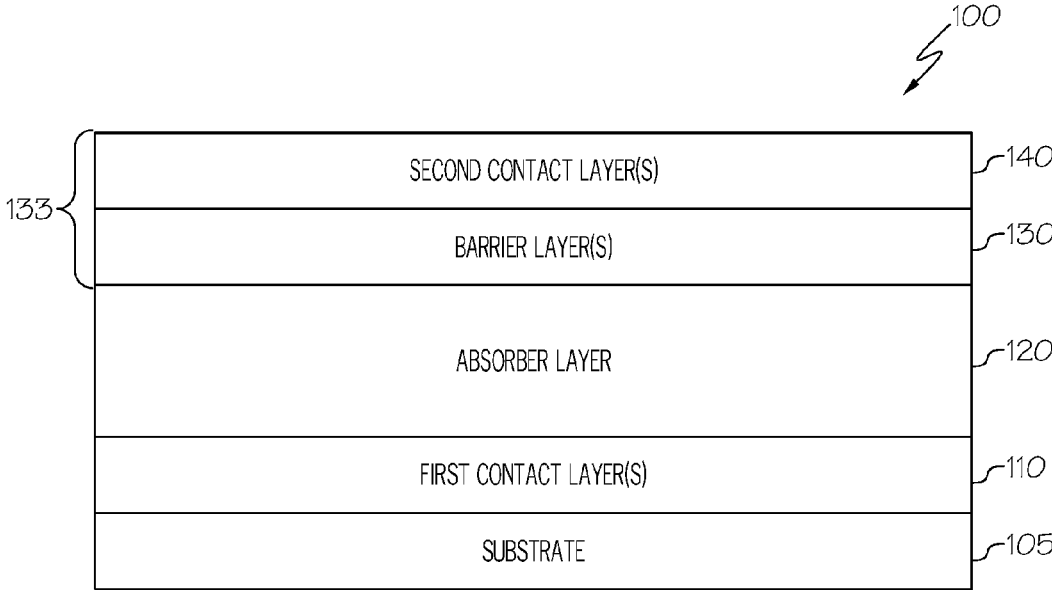 100
SECOND CONTACT LAYER(S)
140
133
BARRIER LAYER(S)
130
ABSORBER LAYER
120
FIRST CONTACT LAYER(S)
110
SUBSTRATE
105